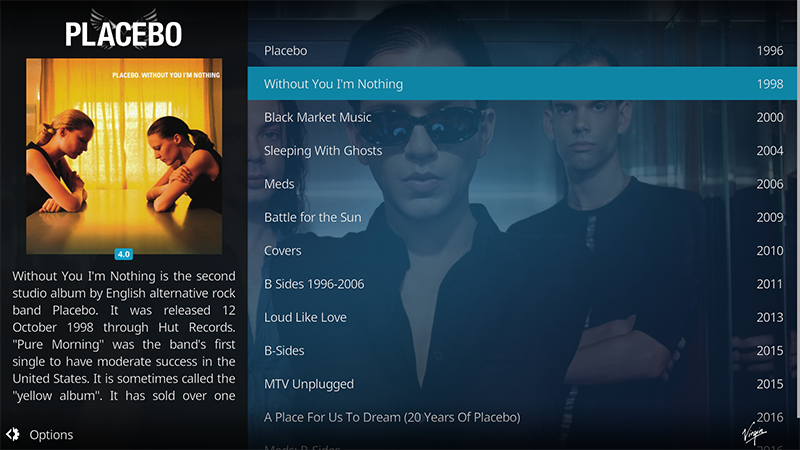 PLACEBO
PLACEBO WITHOUT YOU I'M NOTHING
4.0
Without You I'm Nothing is the second
studio album by English alternative rock
band Placebo. It was released 12
October 1998 through Hut Records.
"Pure Morning" was the band's first
single to have moderate success in the
United States. It is sometimes called the
"yellow album". It has sold over one
Options
Placebo 1996
Without You I'm Nothing 1998
Black Market Music 2000
Sleeping With Ghosts 2004
Meds 2006
Battle for the Sun 2009
Covers 2010
B Sides 1996-2006 2011
Loud Like Love 2013
B-Sides 2015
MTV Unplugged 2015
A Place For Us To Dream (20 Years Of Placebo) 2016
Meds: B-Sides 2016
Virgin